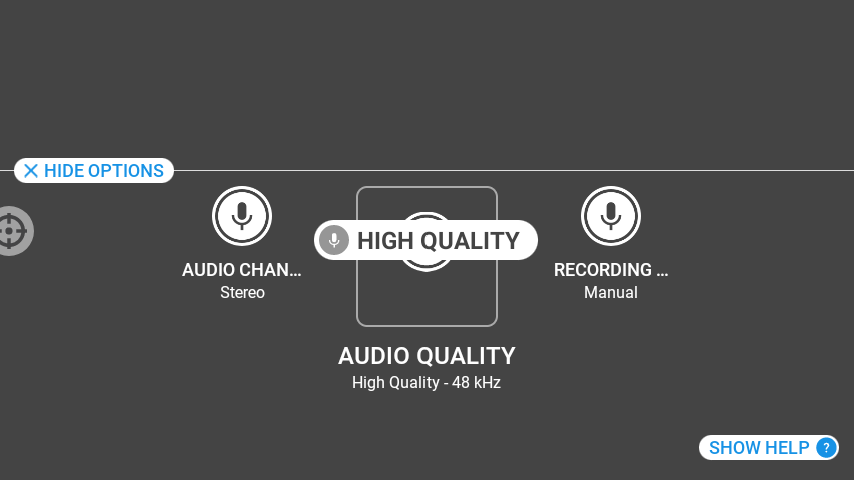 HIDE OPTIONS
HIGH QUALITY
AUDIO CHAN...
Stereo
RECORDING ...
Manual
AUDIO QUALITY
High Quality - 48 kHz
SHOW HELP ?